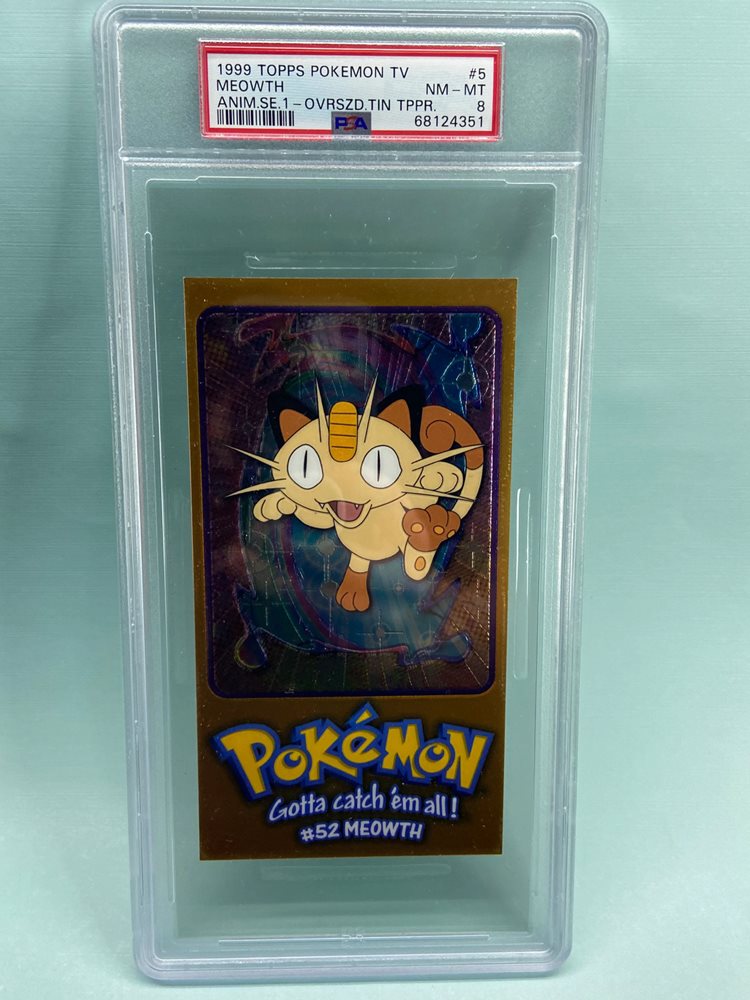 1999 TOPPS POKEMON TV #5
MEOWTH NM - MT
ANIM.SE.1-OVRSZD.TIN TPPR. 8
PSA 68124351
POKéMON
Gotta catch 'em all!
#52 MEOWTH